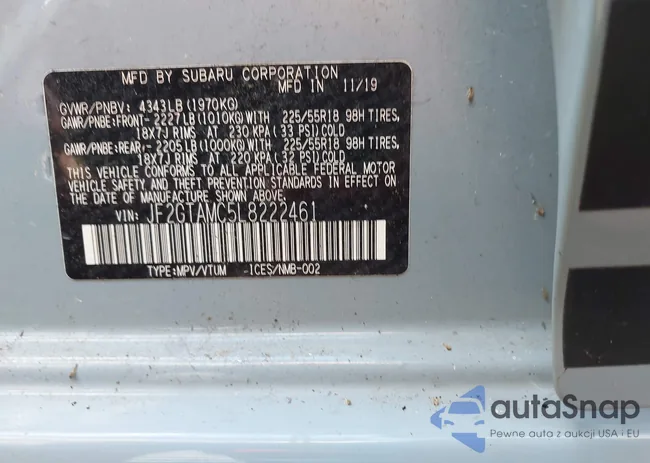 MFD BY SUBARU CORPORATION
MFD IN 11/19
GVWR/PNBV: 4343LB(1970KG)
GAWR/PNBE:FRONT- 2227LB(1010KG)WITH 225/55R18 98H TIRES,
18X7J RIMS AT 230 KPA(33 PSI)COLD
GAWR/PNBE:REAR,- 2205LB(1000KG)WITH 225/55R18 98H TIRES,
18X7J RIMS AT 220 KPA(32 PSI)COLD
THIS VEHICLE CONFORMS TO ALL APPLICABLE FEDERAL MOTOR
VEHICLE SAFETY AND THEFT PREVENTION STANDARDS IN EFFECT
ON THE DATE OF MANUFACTURE SHOWN ABOVE.
VIN: JF2GTAMC5L8222461
TYPE:MPV/VTUM -ICES/NMB-002
autoSnap
Pewne auta z aukcji USA i EU